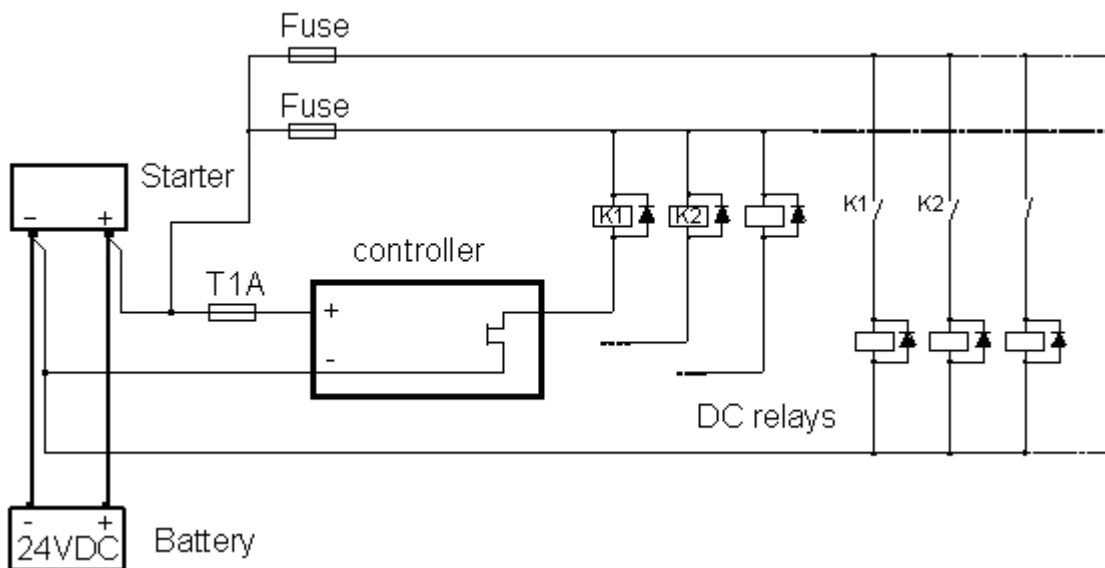 Fuse
Fuse
Starter
- +
K1 K2
K1 K2
controller
T1A
+
-
DC relays
- +
24VDC
Battery